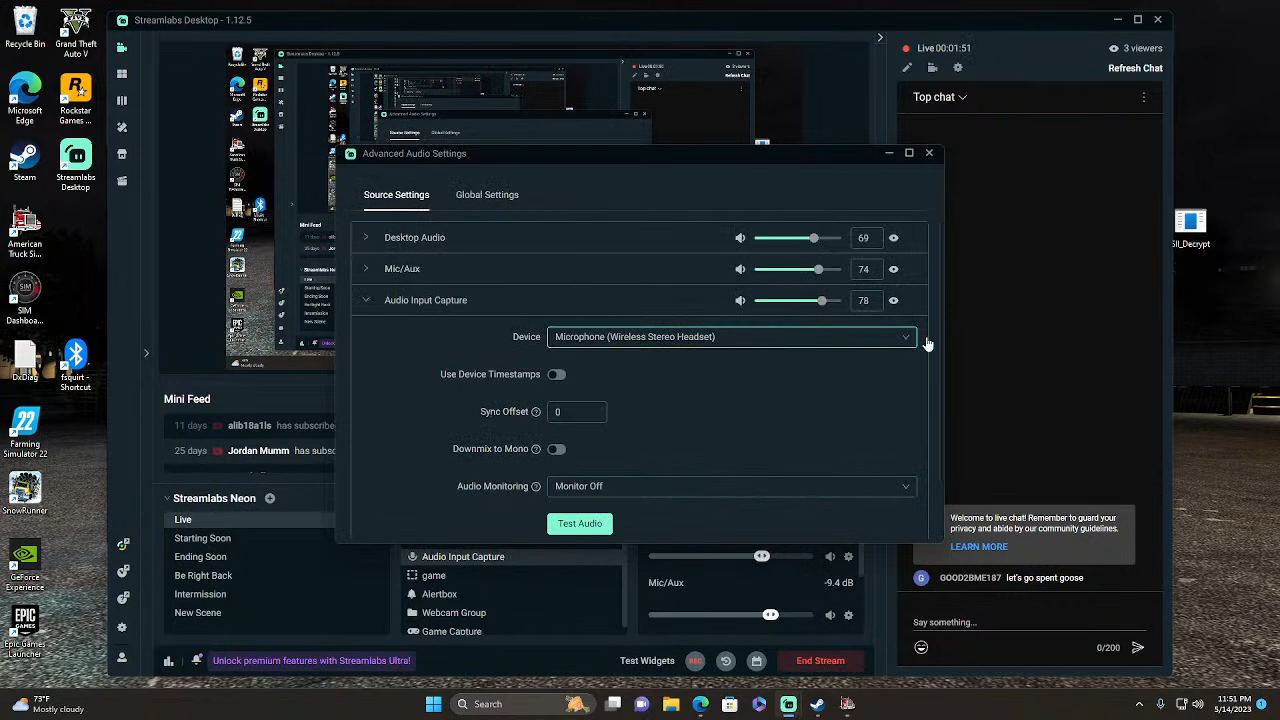 Streamlabs Desktop - 1.12.5
Recycle Bin
Grand Theft
Auto V
Microsoft
Edge
Rockstar
Games ...
Steam
Streamlabs
Desktop
American
Truck Si...
SIM
Dashboa...
DxDiag
fsquirt -
Shortcut
Farming
Simulator 22
SnowRunner
GeForce
Experience
Epic Games
Launcher
Live 00:01:51
3 viewers
Refresh Chat
Top chat
Advanced Audio Settings
Source Settings
Global Settings
Desktop Audio
69
Mic/Aux
74
Audio Input Capture
78
Device
Microphone (Wireless Stereo Headset)
Use Device Timestamps
Sync Offset
0
Downmix to Mono
Audio Monitoring
Monitor Off
Test Audio
Mini Feed
11 days
alib18a1ls has subscribe
25 days
Jordan Mumm has subsc
Streamlabs Neon
Live
Starting Soon
Ending Soon
Be Right Back
Intermission
New Scene
Audio Input Capture
game
Alertbox
Webcam Group
Game Capture
Mic/Aux
-9.4 dB
Unlock premium features with Streamlabs Ultra!
Test Widgets
REC
End Stream
Welcome to live chat! Remember to guard your
privacy and abide by our community guidelines.
LEARN MORE
G
GOOD2BME187 let's go spent goose
Say something...
0/200
ll_Decrypt
73°F
Mostly cloudy
Search
11:51 PM
5/14/2023